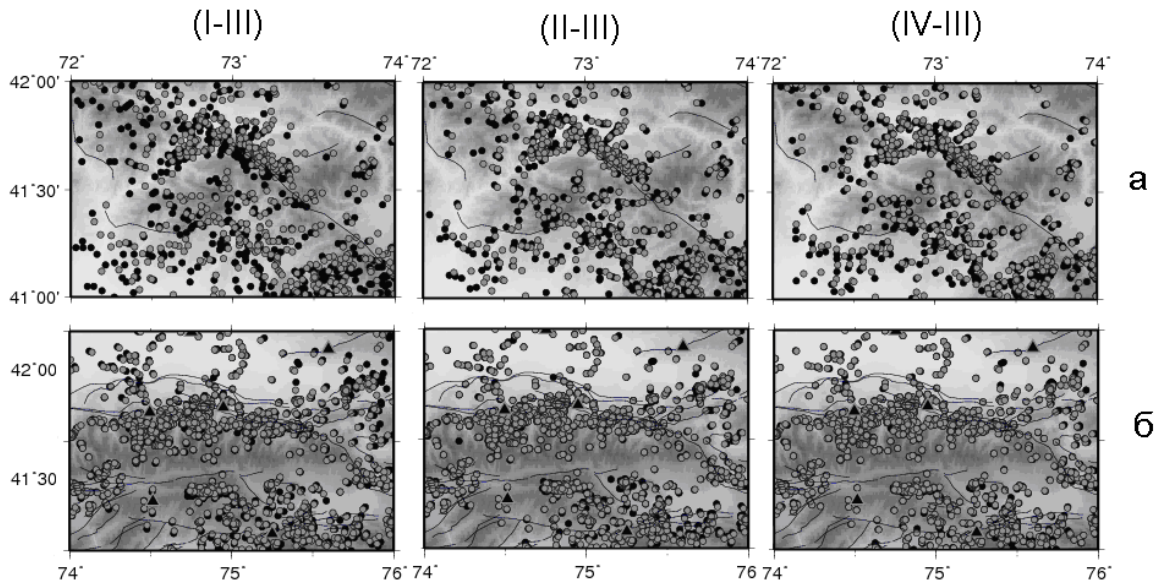 (I-III) (II-III) (IV-III)
72˚ 73˚ 74˚ 72˚ 73˚ 74˚ 72˚ 73˚ 74˚
42˚00'
41˚30'
41˚00'
а
42˚00
41˚30
б
74˚ 75˚ 76˚ 74˚ 75˚ 76˚ 74˚ 75˚ 76˚